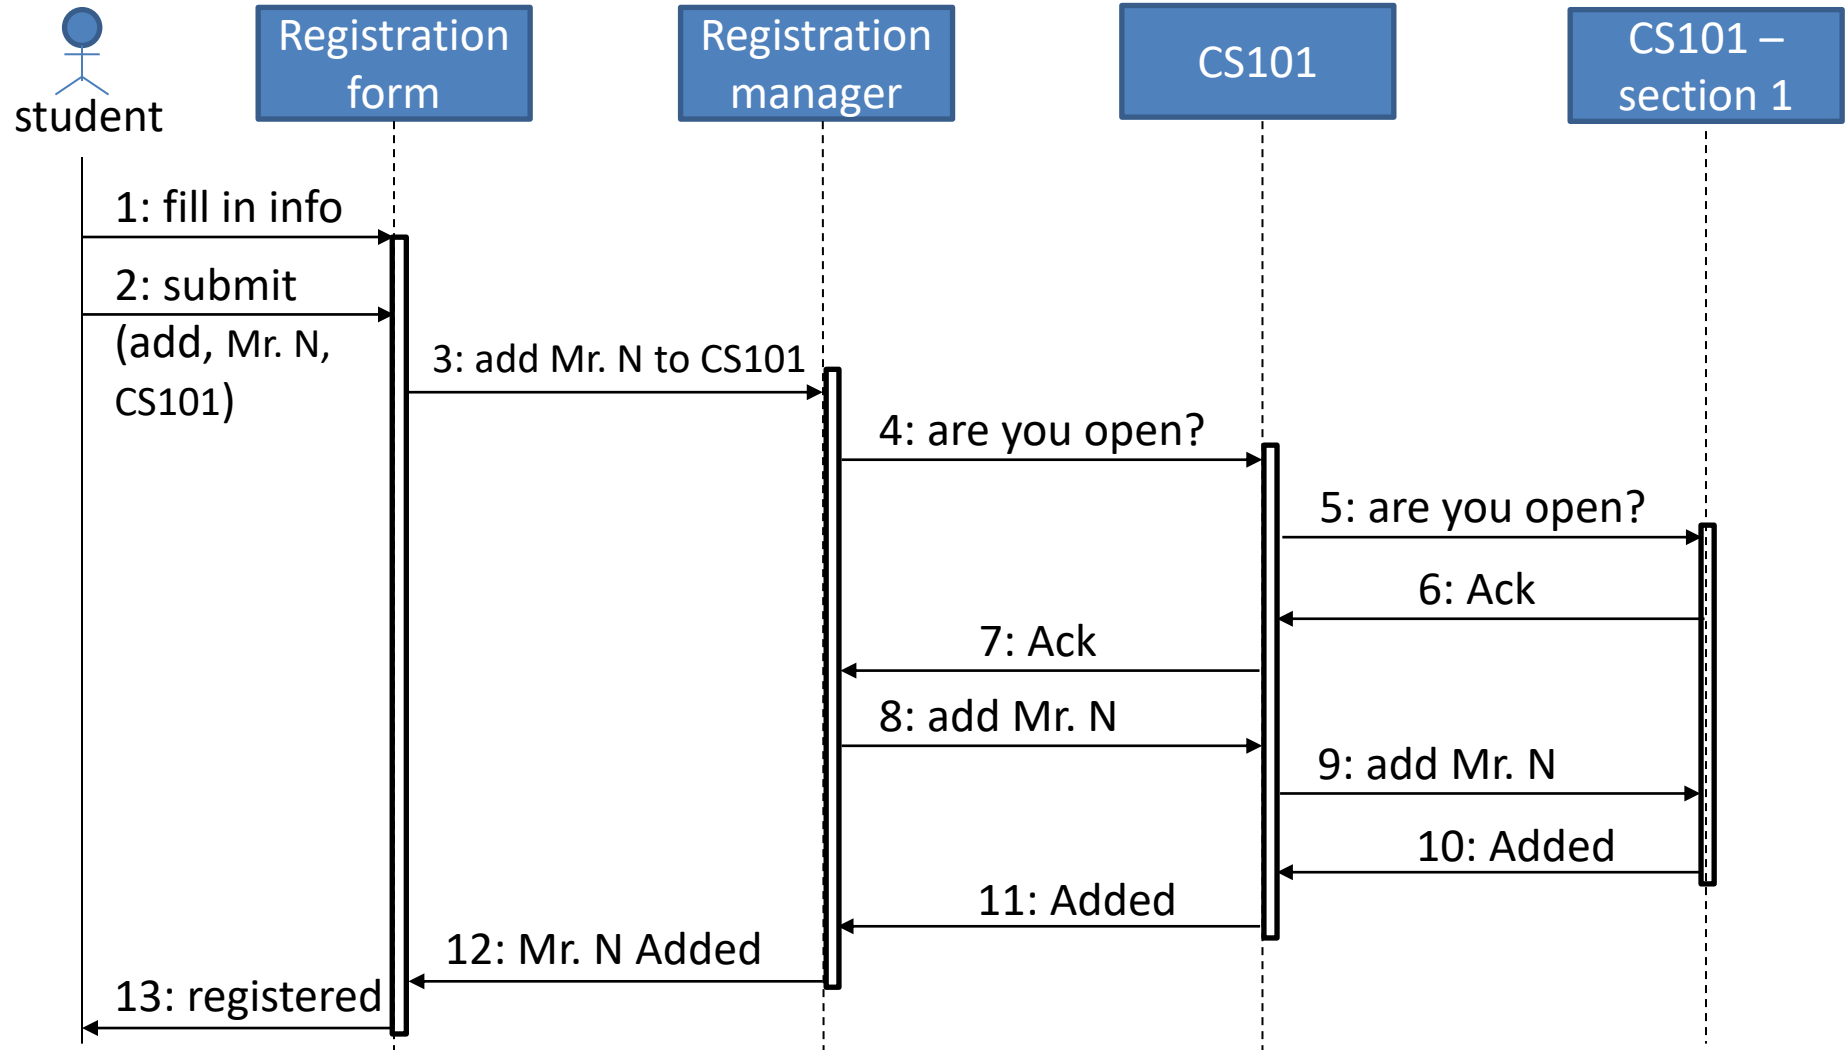 student
Registration
form
Registration
manager
CS101
CS101 –
section 1
1: fill in info
2: submit
(add, Mr. N,
CS101)
3: add Mr. N to CS101
4: are you open?
5: are you open?
6: Ack
7: Ack
8: add Mr. N
9: add Mr. N
10: Added
11: Added
12: Mr. N Added
13: registered